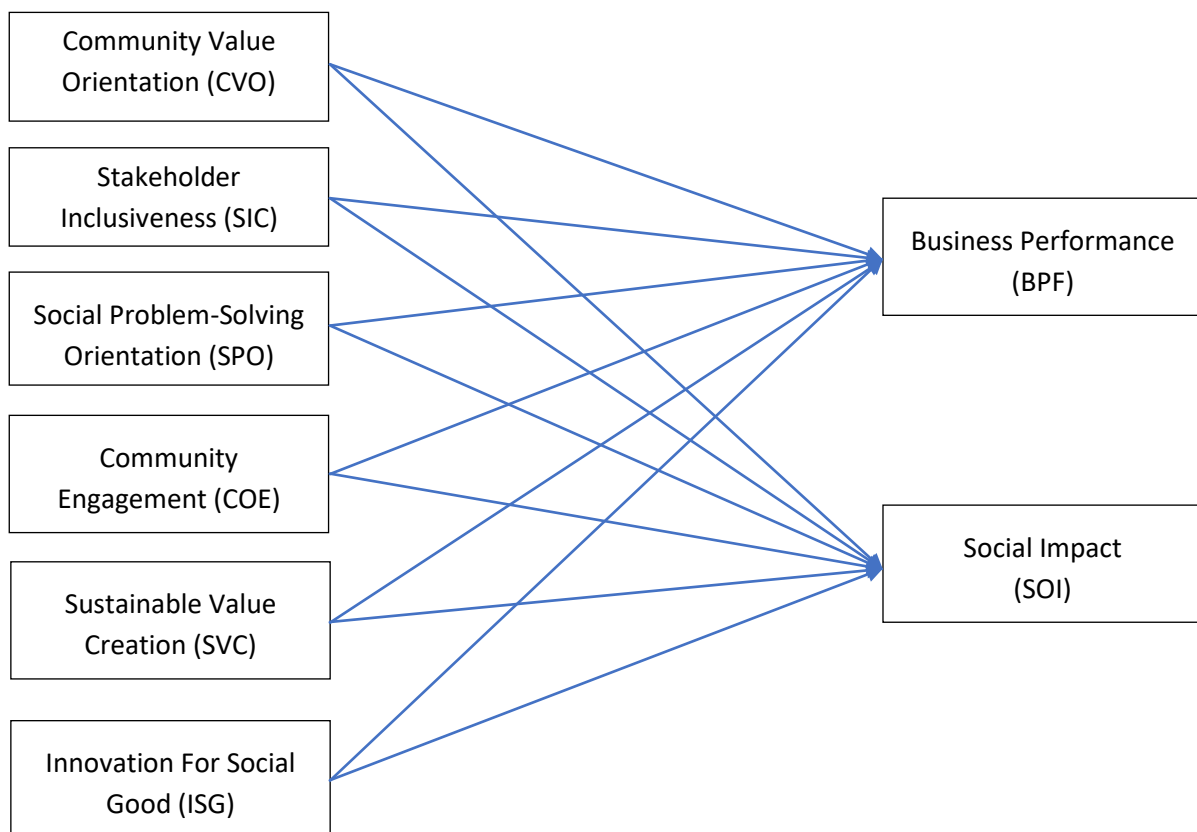 Community Value
Orientation (CVO)
Stakeholder
Inclusiveness (SIC)
Social Problem-Solving
Orientation (SPO)
Community
Engagement (COE)
Sustainable Value
Creation (SVC)
Innovation For Social
Good (ISG)
Business Performance
(BPF)
Social Impact
(SOI)